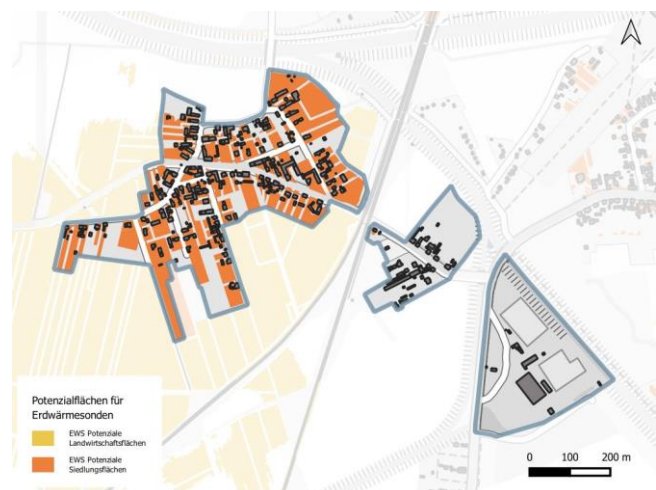 Potenzialflächen für
Erdwärmesonden
EWS Potenziale
Landwirtschaftsflächen
EWS Potenziale
Siedlungsflächen
0 100 200 m